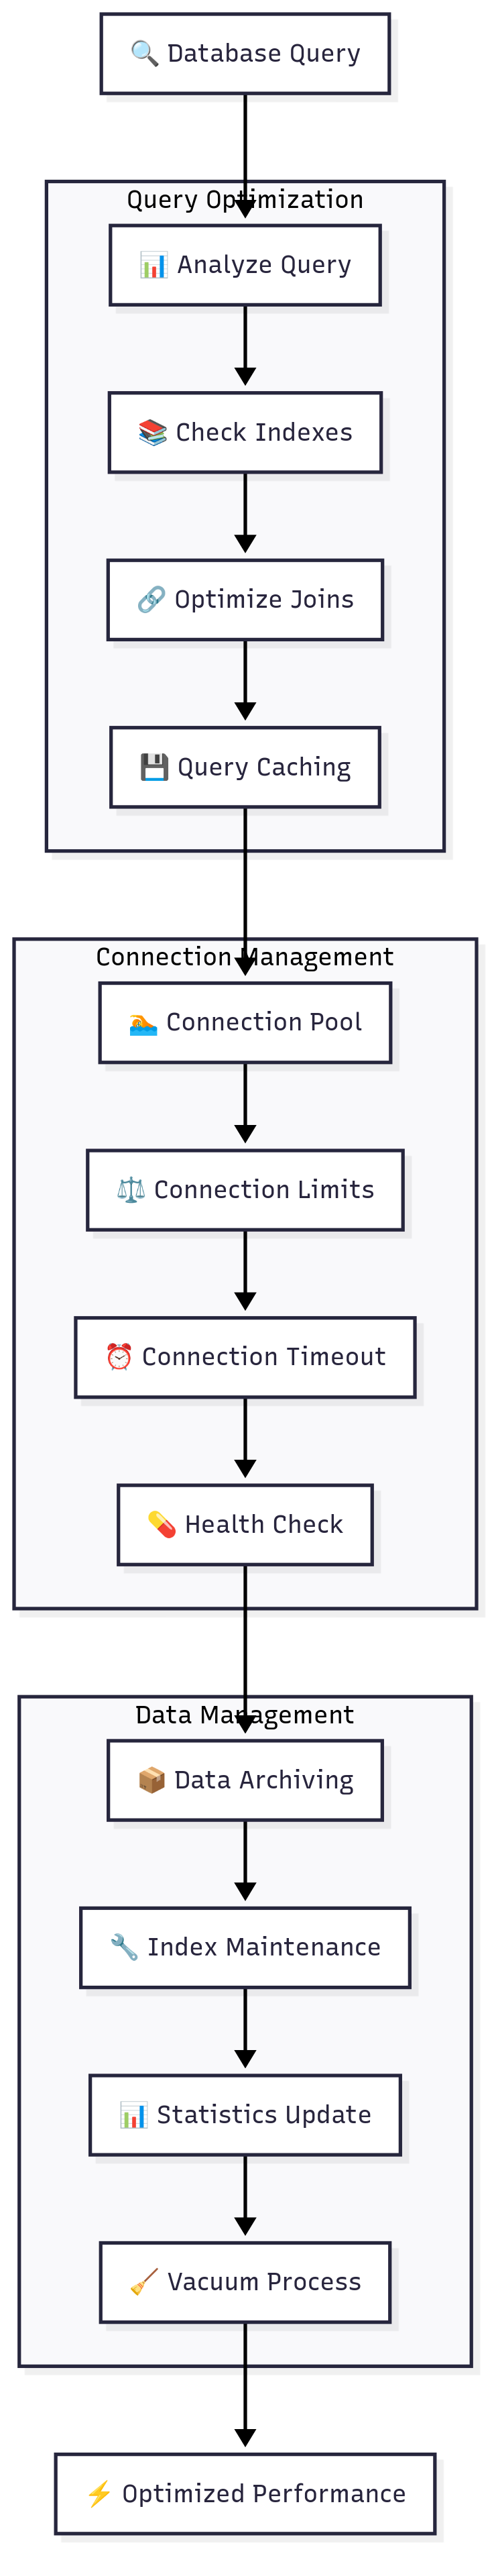 🔍 Database Query
Query Optimization
📊 Analyze Query
📚 Check Indexes
🔗 Optimize Joins
💾 Query Caching
Connection Management
🏊 Connection Pool
⚖️ Connection Limits
⏰ Connection Timeout
💊 Health Check
Data Management
📦 Data Archiving
🔧 Index Maintenance
📊 Statistics Update
🧹 Vacuum Process
⚡ Optimized Performance